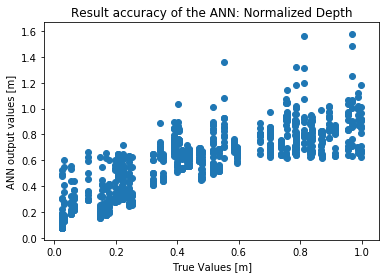 Result accuracy of the ANN: Normalized Depth
ANN output values [m]
1.6
1.4
1.2
1.0
0.8
0.6
0.4
0.2
0.0
0.0 0.2 0.4 0.6 0.8 1.0
True Values [m]